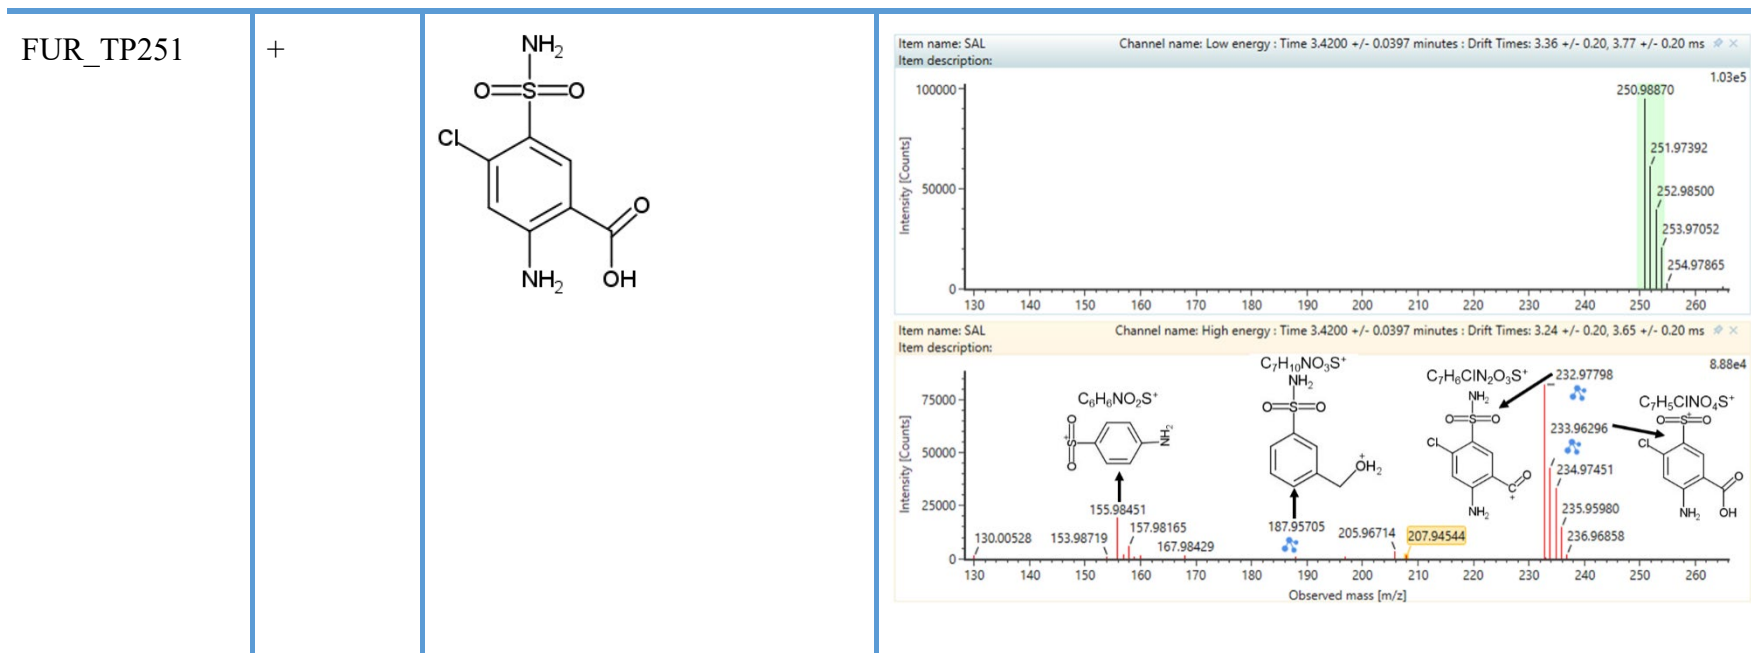 FUR_TP251
+
NH2
O S O
Cl
O
NH2 OH
Item name: SAL Channel name: Low energy : Time 3.4200 +/- 0.0397 minutes : Drift Times: 3.36 +/- 0.20, 3.77 +/- 0.20 ms
Item description:
1.03e5
100000
50000
0
Intensity [Counts]
250.98870
251.97392
252.98500
253.97052
254.97865
130 140 150 160 170 180 190 200 210 220 230 240 250 260
Item name: SAL Channel name: High energy : Time 3.4200 +/- 0.0397 minutes : Drift Times: 3.24 +/- 0.20, 3.65 +/- 0.20 ms
Item description:
8.88e4
75000
50000
25000
0
Intensity [Counts]
C6H6NO2S+
O S+ O
NH2
C7H10NO3S+
NH2
O S O
+OH2
C7H6ClN2O3S+
NH2
O S O
Cl
O
C+
NH2
C7H5ClNO4S+
O S+ O
Cl
O
NH2 OH
232.97798
233.96296
234.97451
235.95980
236.96858
130.00528
153.98719
155.98451
157.98165
167.98429
187.95705
205.96714
207.94544
130 140 150 160 170 180 190 200 210 220 230 240 250 260
Observed mass [m/z]